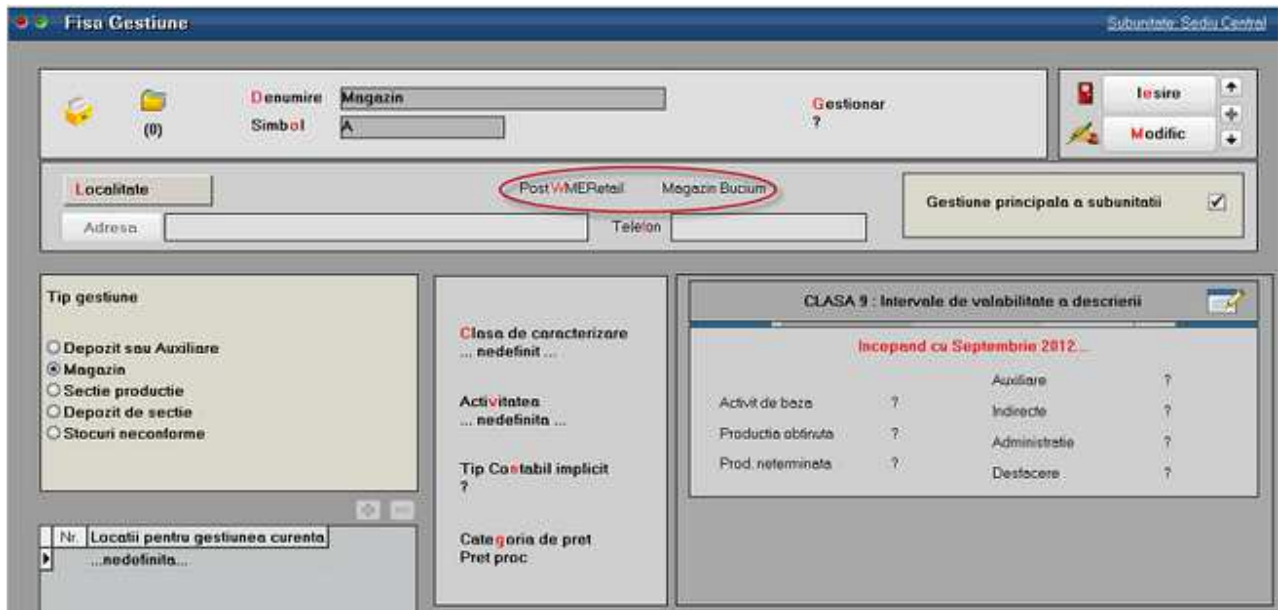 Fisa Gestiune
Subunitate: Sediu Central
Denumire Magazin
Simbol A
(0)
Gestionar
?
Iesire
Modific
Localitate
Post WMERetail Magazin Bucium
Gestiune principala a subunitatii
Adresa
Telefon
Tip gestiune
Depozit sau Auxiliare
Magazin
Sectie productie
Depozit de sectie
Stocuri neconforme
Nr. Locatii pentru gestiunea curenta
...nedefinita...
Clasa de caracterizare
... nedefinit ...
Activitatea
... nedefinita ...
Tip Contabil implicit
?
Categoria de pret
Pret proc
CLASA 9 : Intervale de valabilitate a descrierii
Incepand cu Septembrie 2012...
Activit de baza ?
Productia obtinuta ?
Prod. neterminata ?
Auxiliare ?
Indirecte ?
Administratie ?
Desfacere ?